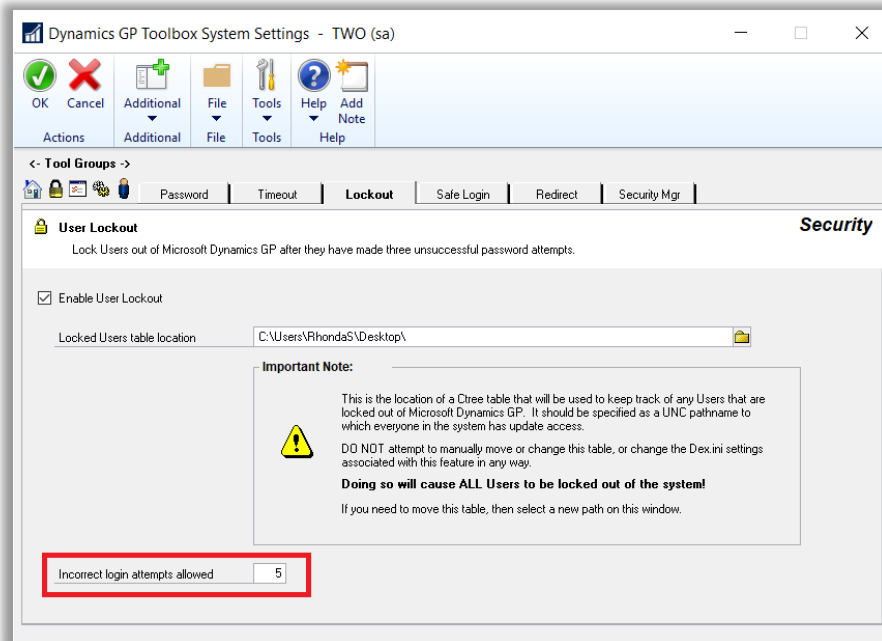 Dynamics GP Toolbox System Settings  -  TWO (sa)
OK Cancel Additional File Tools Help Add Note
Actions Additional File Tools Help
<- Tool Groups ->
Password Timeout Lockout Safe Login Redirect Security Mgr
User Lockout Security
Lock Users out of Microsoft Dynamics GP after they have made three unsuccessful password attempts.
Enable User Lockout
Locked Users table location C:\Users\RhondaS\Desktop\
Important Note:
This is the location of a Ctree table that will be used to keep track of any Users that are
locked out of Microsoft Dynamics GP. It should be specified as a UNC pathname to
which everyone in the system has update access.
DO NOT attempt to manually move or change this table, or change the Dex.ini settings
associated with this feature in any way.
Doing so will cause ALL Users to be locked out of the system!
If you need to move this table, then select a new path on this window.
Incorrect login attempts allowed 5